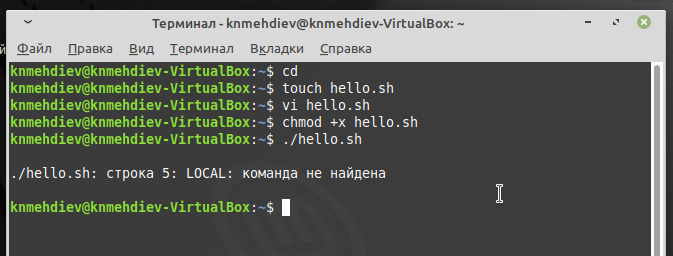 Терминал - knmehdiev@knmehdiev-VirtualBox: ~
Файл Правка Вид Терминал Вкладки Справка
knmehdiev@knmehdiev-VirtualBox:~$ cd
knmehdiev@knmehdiev-VirtualBox:~$ touch hello.sh
knmehdiev@knmehdiev-VirtualBox:~$ vi hello.sh
knmehdiev@knmehdiev-VirtualBox:~$ chmod +x hello.sh
knmehdiev@knmehdiev-VirtualBox:~$ ./hello.sh
./hello.sh: строка 5: LOCAL: команда не найдена
knmehdiev@knmehdiev-VirtualBox:~$